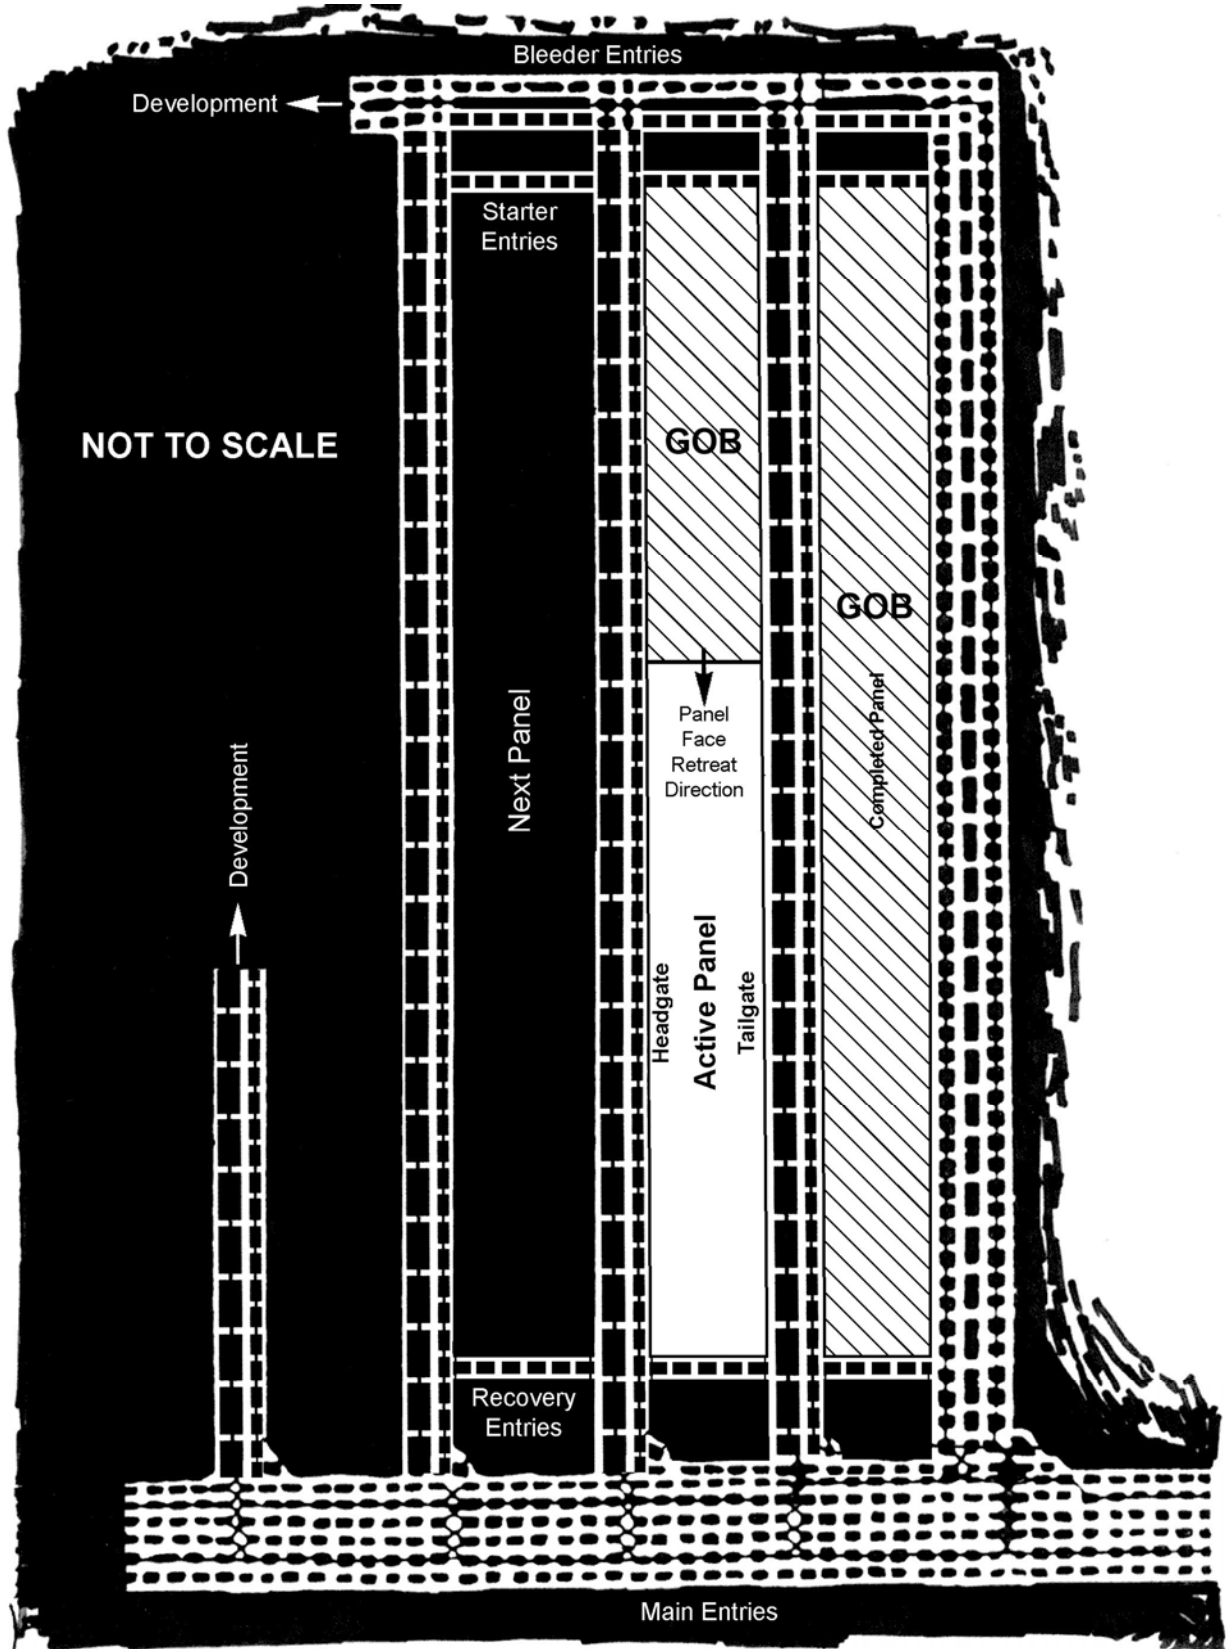 Bleeder Entries
Development
Starter
Entries
NOT TO SCALE
GOB
GOB
Panel
Face
Retreat
Direction
Next Panel
Completed Panel
Development
Headgate
Active Panel
Tailgate
Recovery
Entries
Main Entries